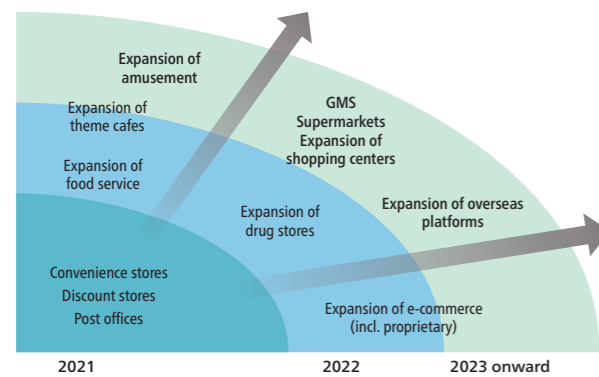 Expansion of
amusement
Expansion of
theme cafes
GMS
Supermarkets
Expansion of
shopping centers
Expansion of
food service
Expansion of
drug stores
Expansion of overseas
platforms
Convenience stores
Discount stores
Post offices
Expansion of e-commerce
(incl. proprietary)
2021
2022
2023 onward